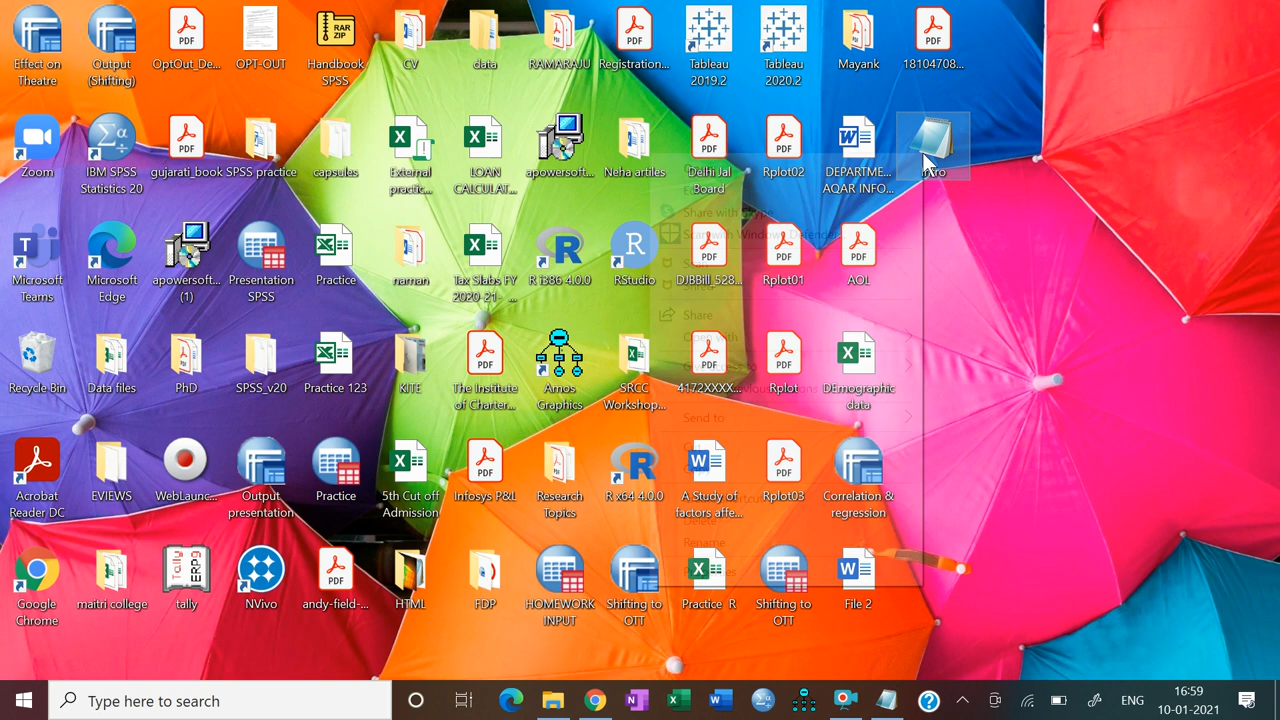 Effect on
Theatre
Output
(Shifting)
OptOut_De...
OPT-OUT
Handbook
SPSS
CV
data
RAMARAJU
Registration...
Tableau
2019.2
Tableau
2020.2
Mayank
18104708...
Zoom
IBM SPSS
Statistics 20
gujarati_book
SPSS practice
capsules
External
practic...
LOAN
CALCULAT...
apowersoft...
Neha artiles
Delhi Jal
Board
Rplot02
DEPARTME...
AQAR INFO...
Intro
Share with Skype
Scan with Windows Defender
Microsoft
Teams
Microsoft
Edge
apowersoft...
(1)
Presentation
SPSS
Practice
naman
Tax Slabs FY
2020-21- ...
R i386 4.0.0
RStudio
DJBBill_528...
Rplot01
AOL
Share
Open with
Recycle Bin
Data files
PhD
SPSS_v20
Practice 123
KITE
The Institute
of Charter...
Amos
Graphics
SRCC
Workshop...
4172XXXX...
Rplot
DEmographic
data
Send to
Acrobat
Reader DC
EVIEWS
WebLaunc...
Output
presentation
Practice
5th Cut off
Admission
Infosys P&L
Research
Topics
R x64 4.0.0
A Study of
factors affe...
Rplot03
Correlation &
regression
Delete
Rename
Google
Chrome
maitri college
tally
NVivo
andy-field-...
HTML
FDP
HOMEWORK
INPUT
Shifting to
OTT
Practice R
Shifting to
OTT
File 2
Type here to search
ENG
16:59
10-01-2021